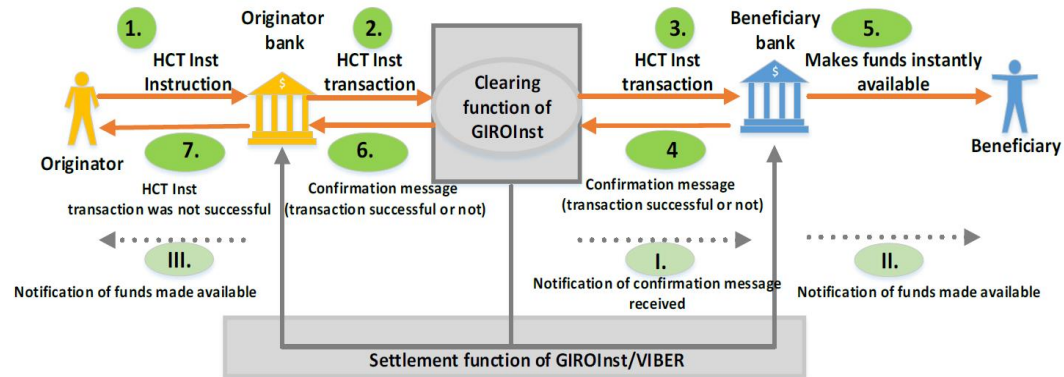 1.
HCT Inst
Instruction
Originator
bank
2.
HCT Inst
transaction
Clearing
function of
GIROInst
3.
HCT Inst
transaction
Beneficiary
bank
5.
Makes funds instantly
available
$
$
Originator
Beneficiary
7.
HCT Inst
transaction was not successful
6.
Confirmation message
(transaction successful or not)
4
Confirmation message
(transaction successful or not)
III.
Notification of funds made available
I.
Notification of confirmation message
received
II.
Notification of funds made available
Settlement function of GIROInst/VIBER